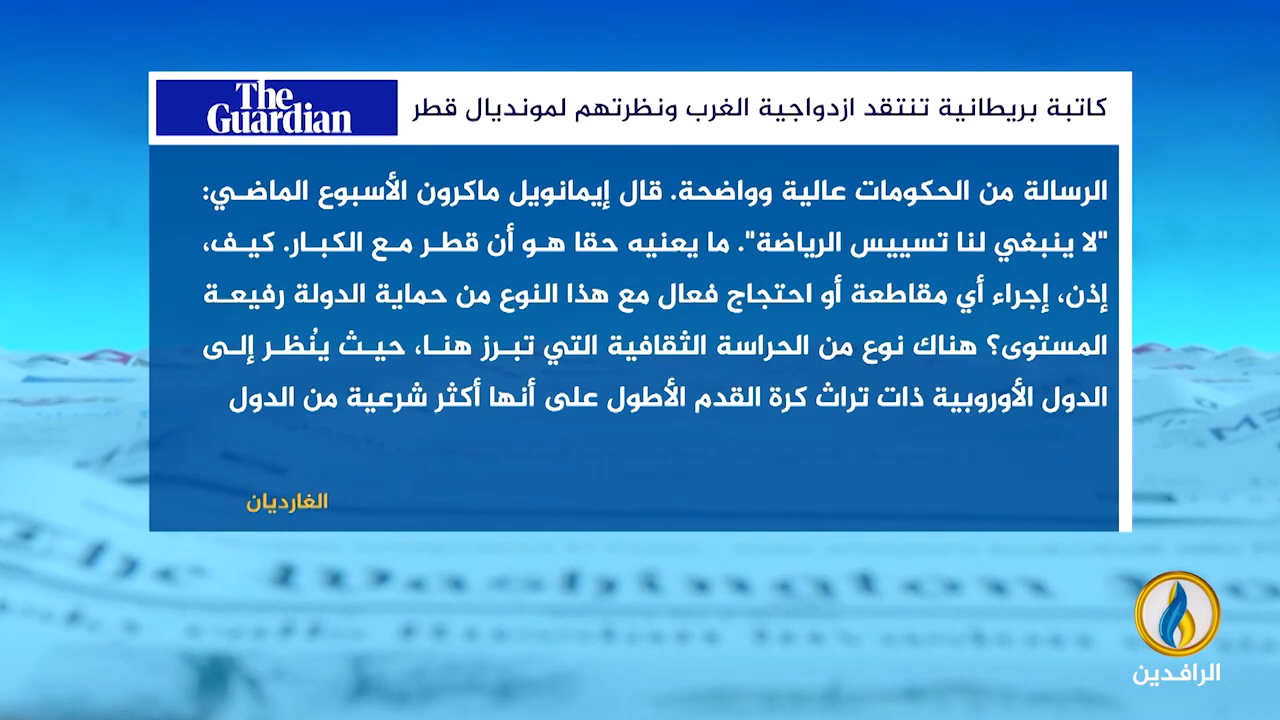 The
Guardian
كاتبة بريطانية تنتقد ازدواجية الغرب ونظرتهم لمونديال قطر
الرسالة من الحكومات عالية وواضحة. قال إيمانويل ماكرون الأسبوع الماضي:
"لا ينبغي لنا تسييس الرياضة". ما يعنيه حقا هو أن قطر مع الكبار. كيف،
إذن، إجراء أي مقاطعة أو احتجاج فعال مع هذا النوع من حماية الدولة رفيعة
المستوى؟ هناك نوع من الحراسة الثقافية التي تبرز هنا، حيث يُنظر إلى
الدول الأوروبية ذات تراث كرة القدم الأطول على أنها أكثر شرعية من الدول
الغارديان
The Washington
الرافدين